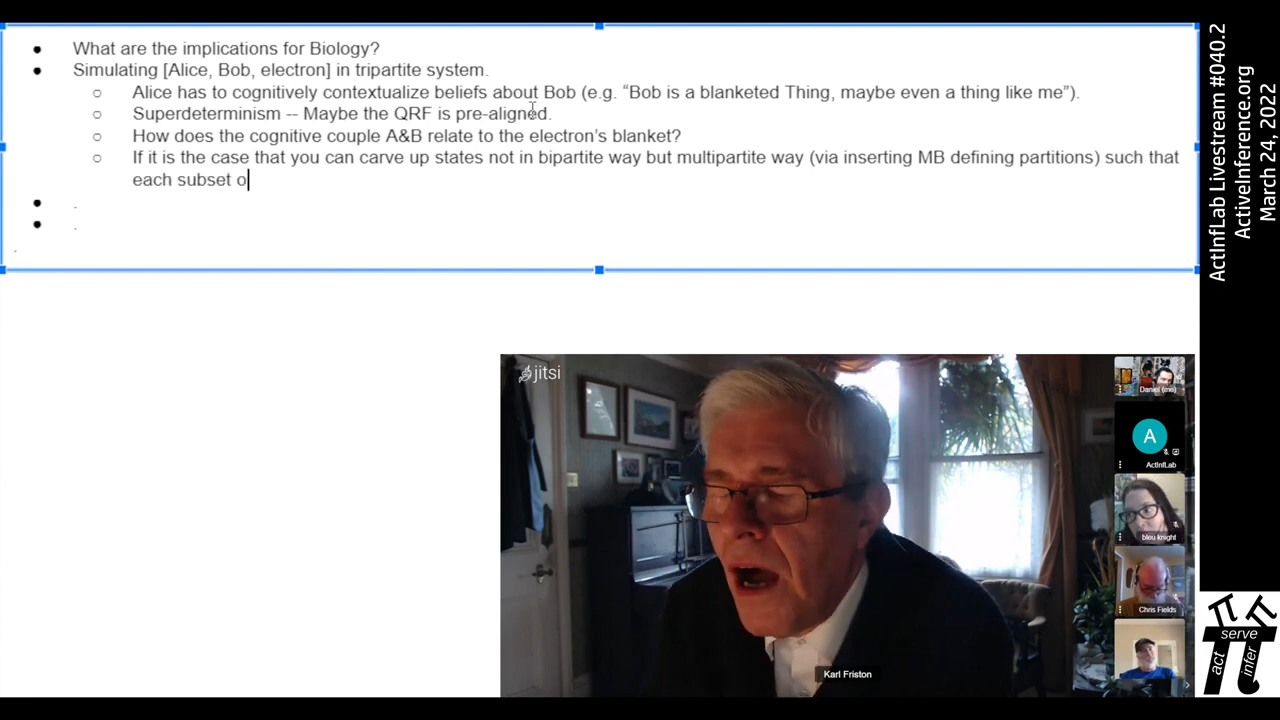 What are the implications for Biology?
Simulating [Alice, Bob, electron] in tripartite system.
Alice has to cognitively contextualize beliefs about Bob (e.g. “Bob is a blanketed Thing, maybe even a thing like me”).
Superdeterminism -- Maybe the QRF is pre-aligned.
How does the cognitive couple A&B relate to the electron’s blanket?
If it is the case that you can carve up states not in bipartite way but multipartite way (via inserting MB defining partitions) such that
each subset o
.
.
.
ActInfLab Livestream #040.2
ActiveInference.org
March 24, 2022
jitsi
Daniel (me)
A
ActInfLab
bleu knight
Chris Fields
Karl Friston
serve
act
infer